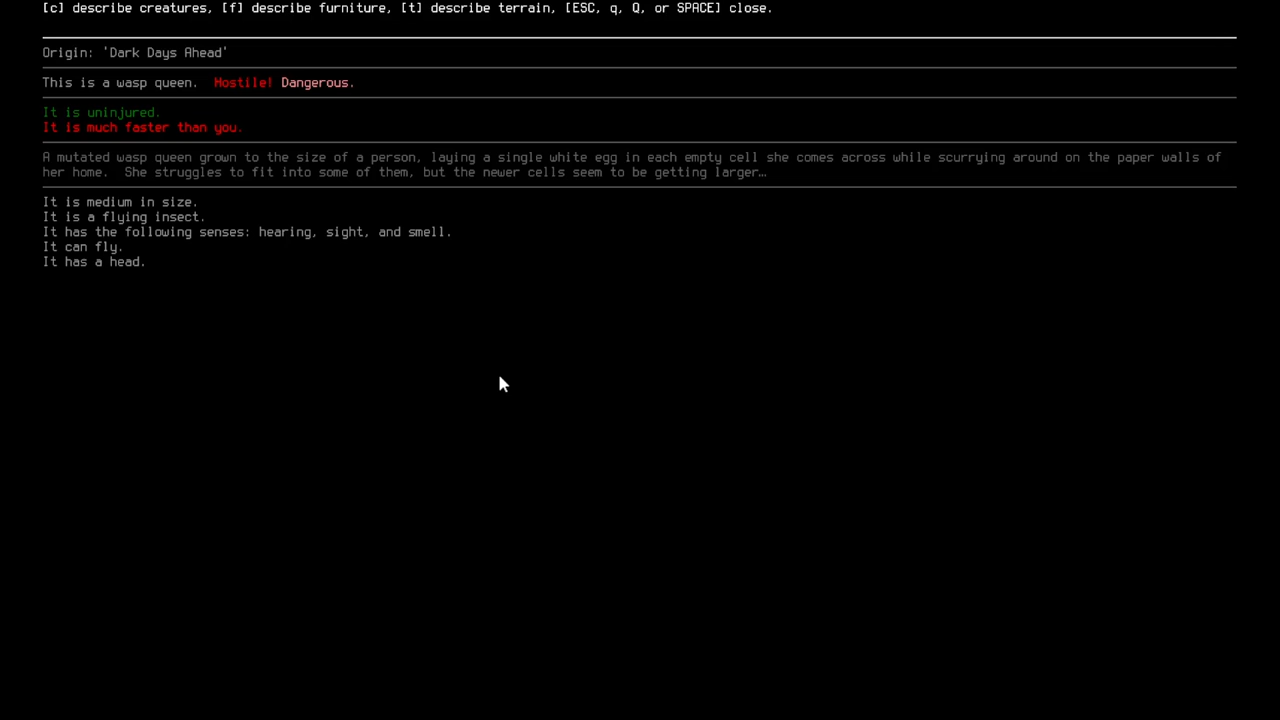 [c] describe creatures, [f] describe furniture, [t] describe terrain, [ESC, q, Q, or SPACE] close.
Origin: 'Dark Days Ahead'
This is a wasp queen.  Hostile! Dangerous.
It is uninjured.
It is much faster than you.
A mutated wasp queen grown to the size of a person, laying a single white egg in each empty cell she comes across while scurrying around on the paper walls of
her home.  She struggles to fit into some of them, but the newer cells seem to be getting larger…
It is medium in size.
It is a flying insect.
It has the following senses: hearing, sight, and smell.
It can fly.
It has a head.